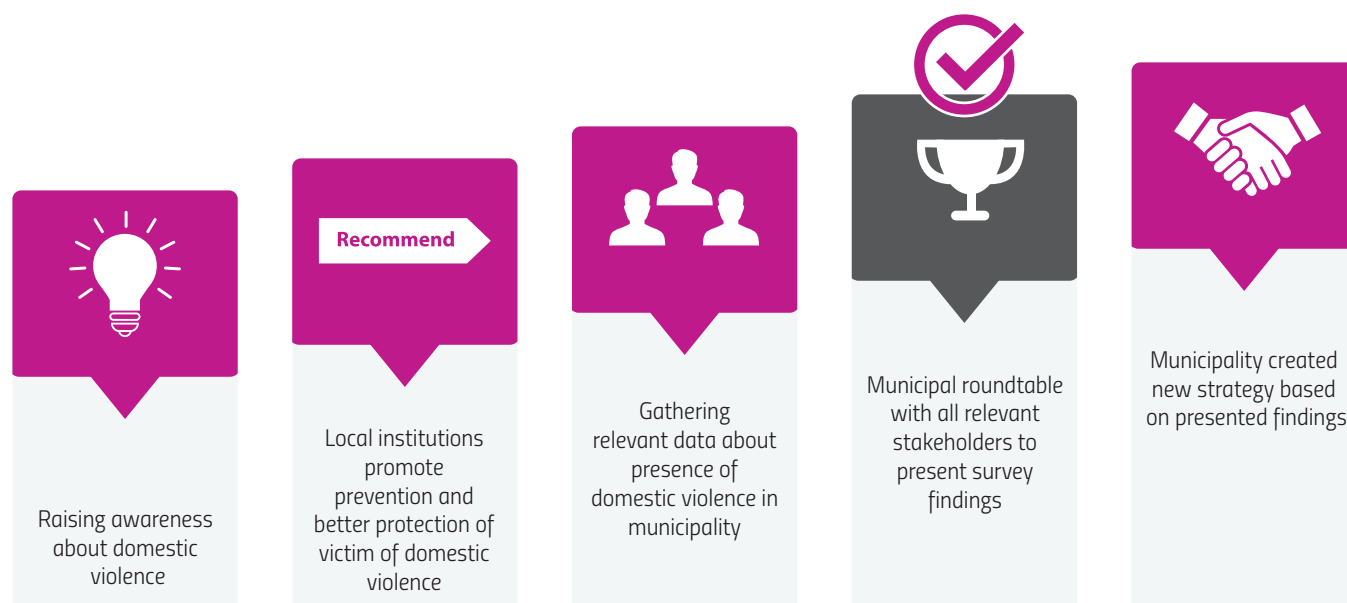 Raising awareness
about domestic
violence
Recommend
Local institutions
promote
prevention and
better protection of
victim of domestic
violence
Gathering
relevant data about
presence of
domestic violence in
municipality
Municipal roundtable
with all relevant
stakeholders to
present survey
findings
Municipality created
new strategy based
on presented findings